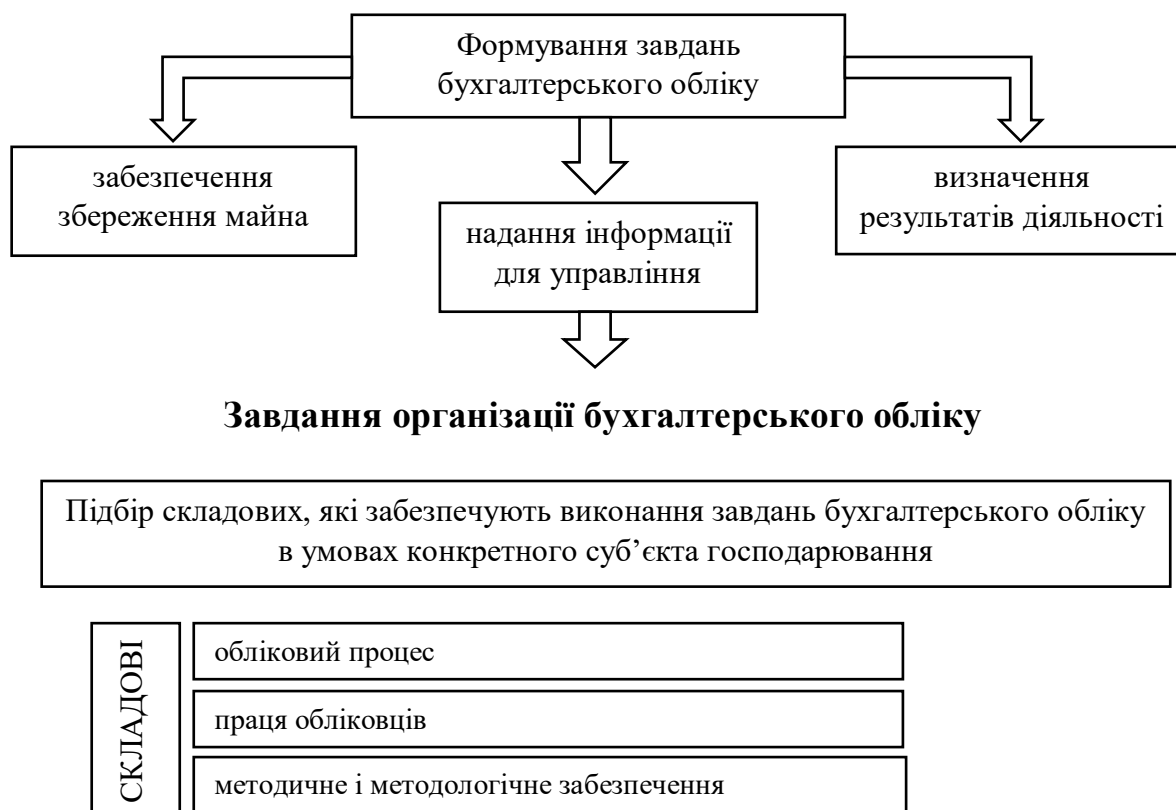 Формування завдань
бухгалтерського обліку
забезпечення
збереження майна
надання інформації
для управління
визначення
результатів діяльності
Завдання організації бухгалтерського обліку
Підбір складових, які забезпечують виконання завдань бухгалтерського обліку
в умовах конкретного суб’єкта господарювання
СКЛАДОВІ
обліковий процес
праця обліковців
методичне і методологічне забезпечення